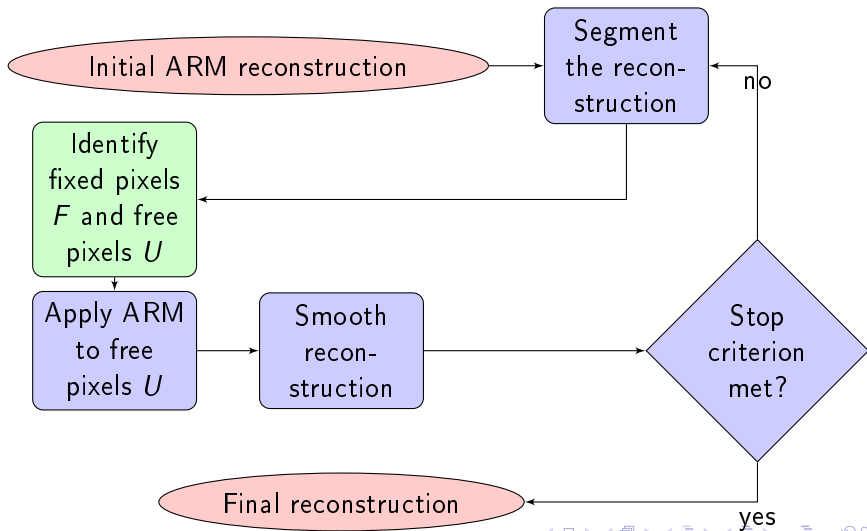 Initial ARM reconstruction
Segment
the recon-
struction
no
Identify
fixed pixels
F and free
pixels U
Apply ARM
to free
pixels U
Smooth
recon-
struction
Stop
criterion
met?
Final reconstruction
yes